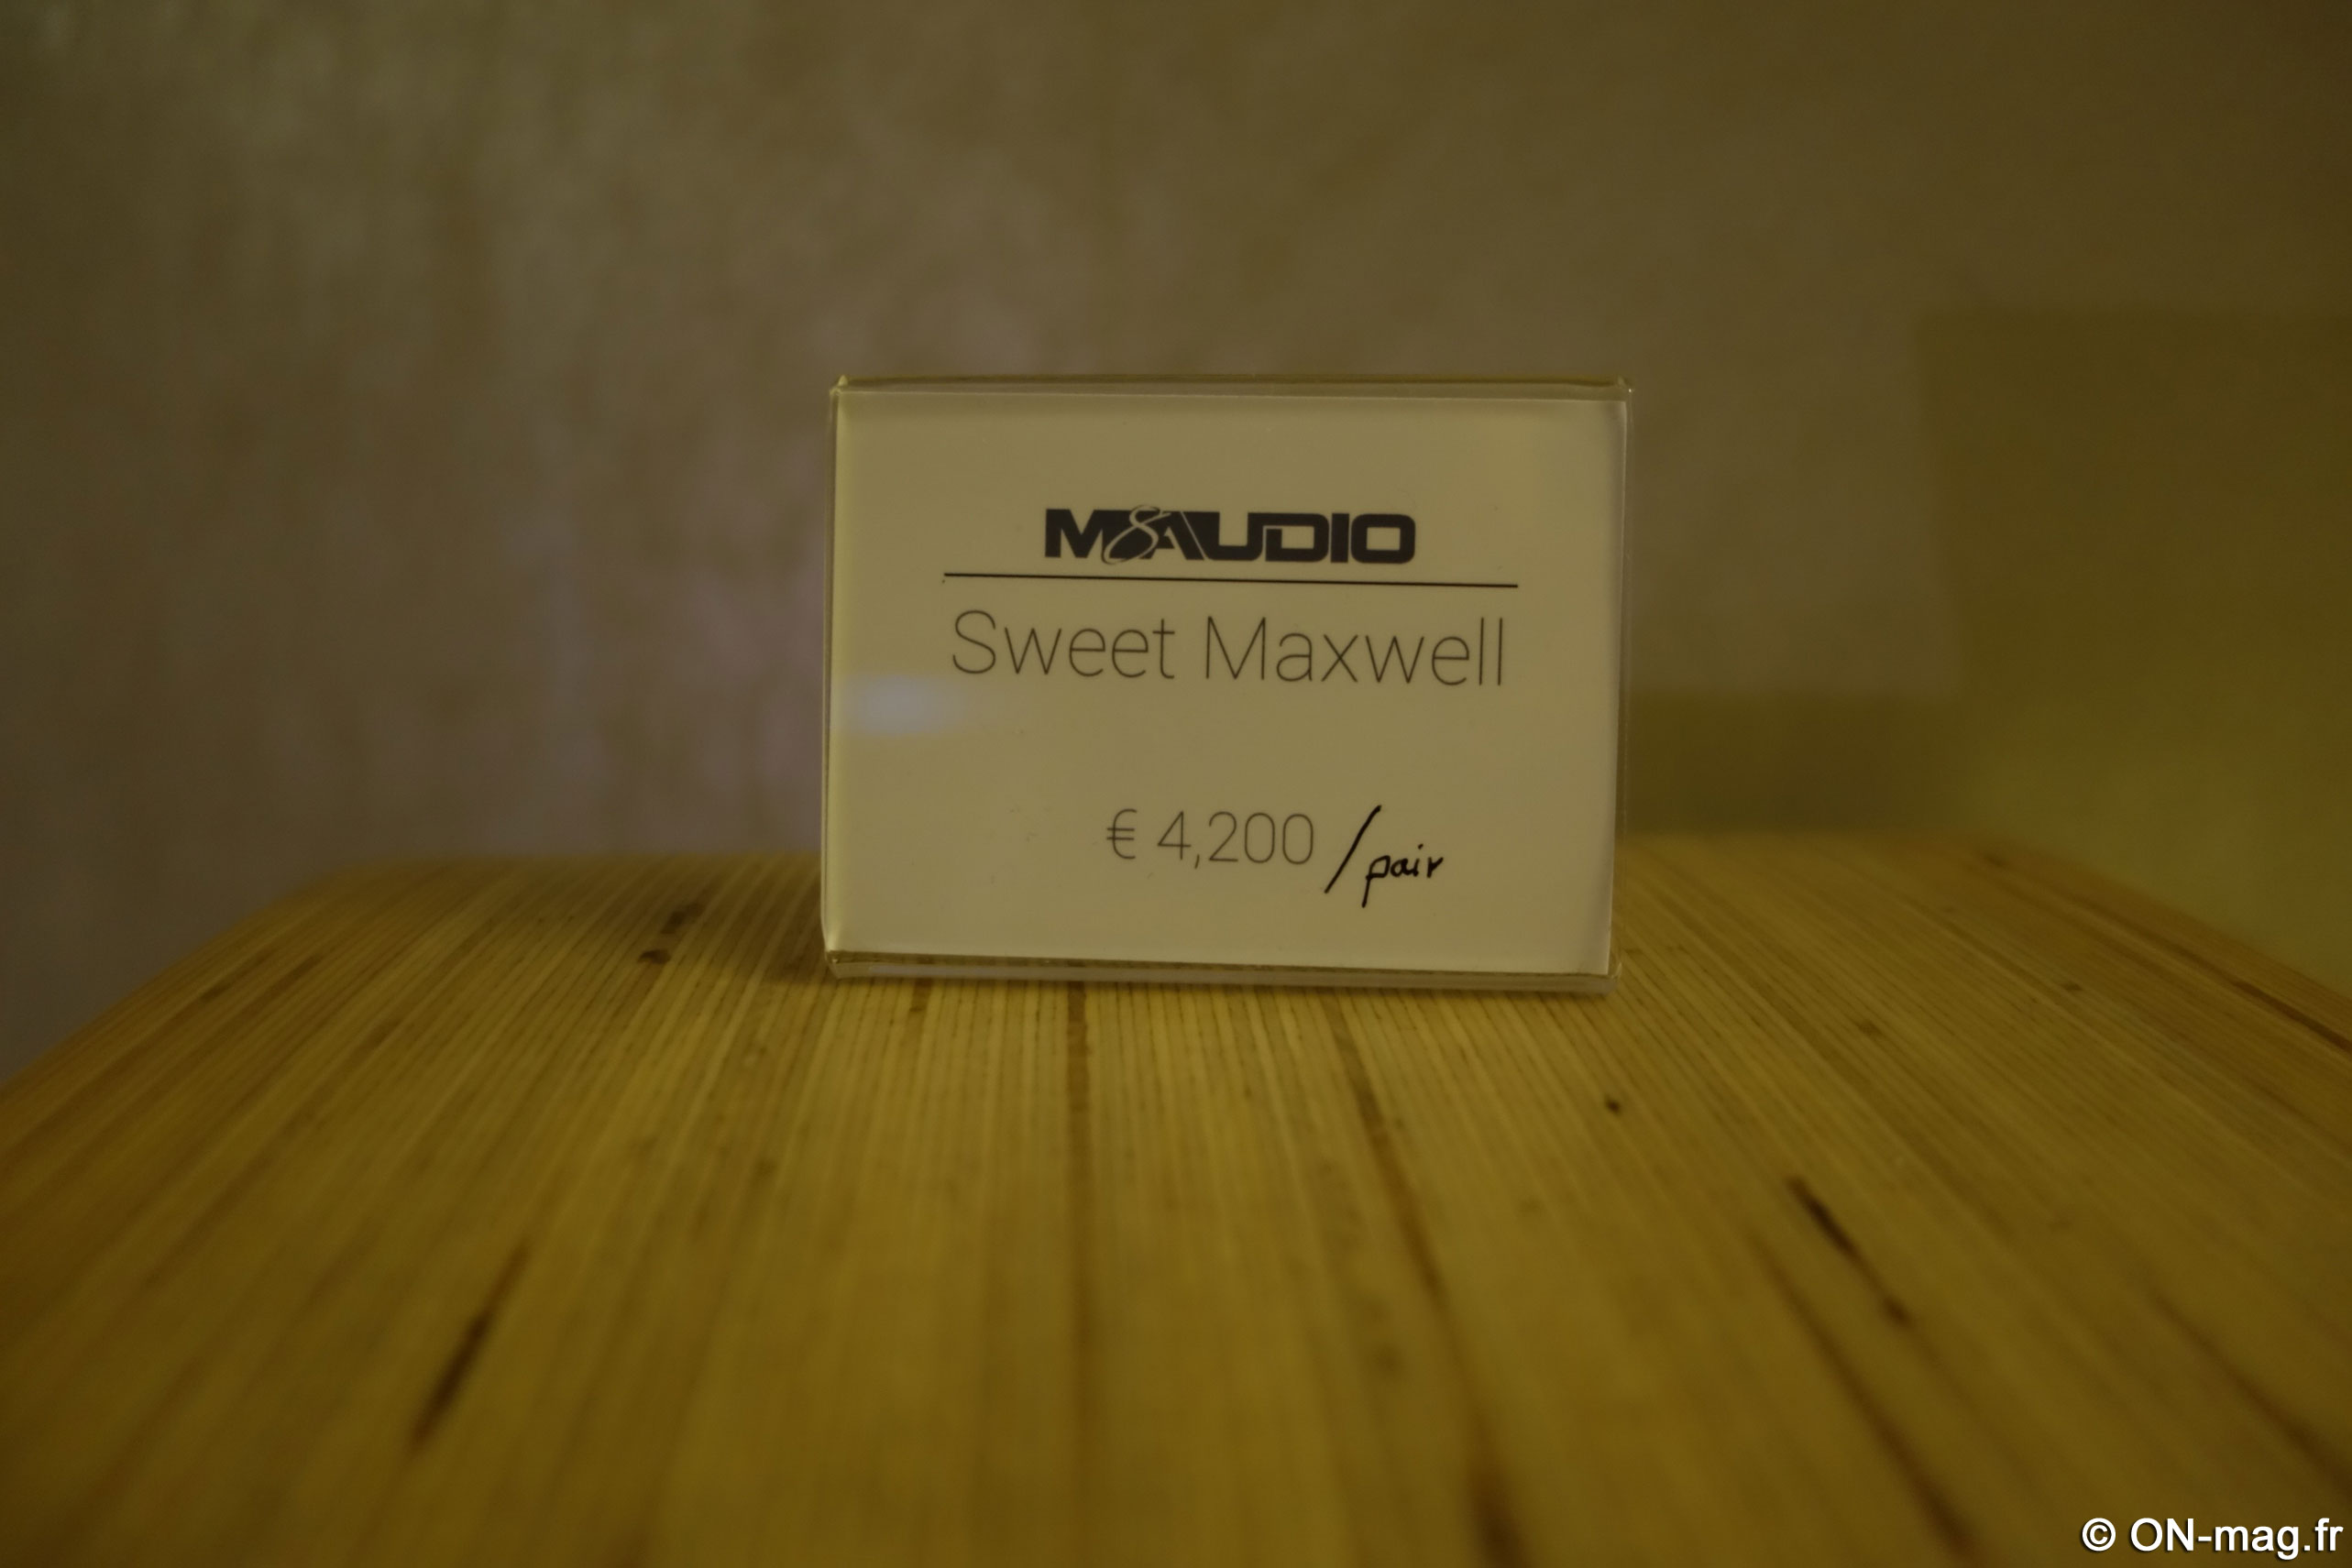 M8AUDIO
Sweet Maxwell
€ 4,200 /pair
© ON-mag.fr